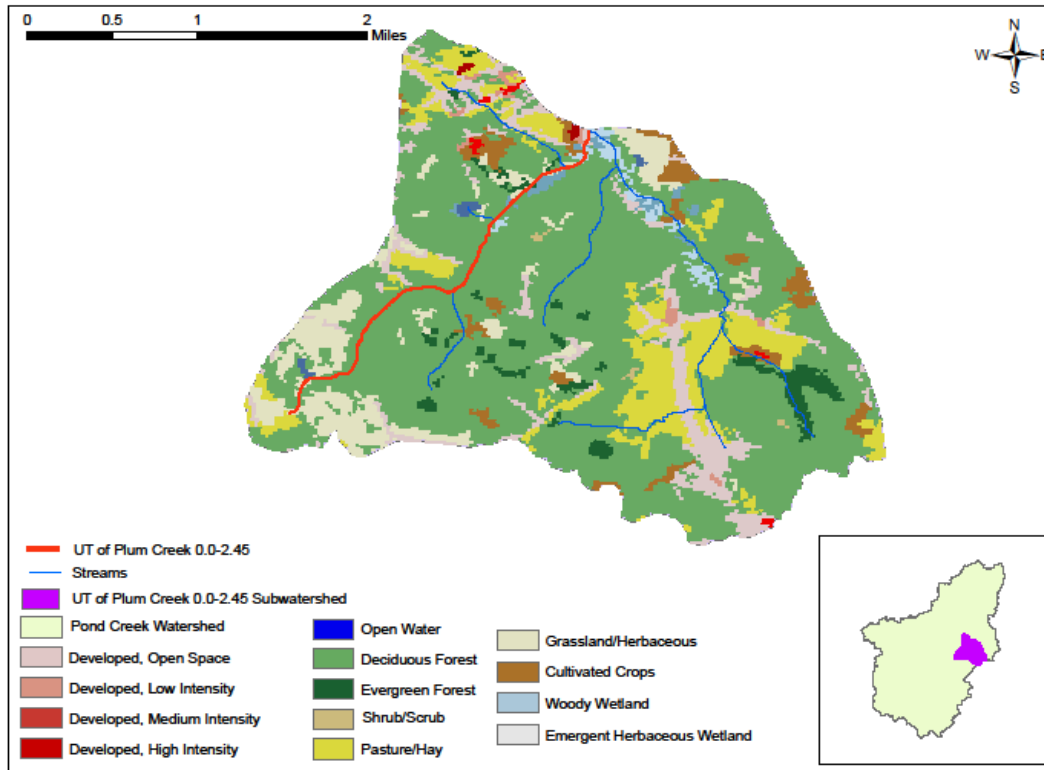 0 0.5 1 2
Miles
N
W E
S
UT of Plum Creek 0.0-2.45
Streams
UT of Plum Creek 0.0-2.45 Subwatershed
Pond Creek Watershed
Developed, Open Space
Developed, Low Intensity
Developed, Medium Intensity
Developed, High Intensity
Open Water
Deciduous Forest
Evergreen Forest
Shrub/Scrub
Pasture/Hay
Grassland/Herbaceous
Cultivated Crops
Woody Wetland
Emergent Herbaceous Wetland